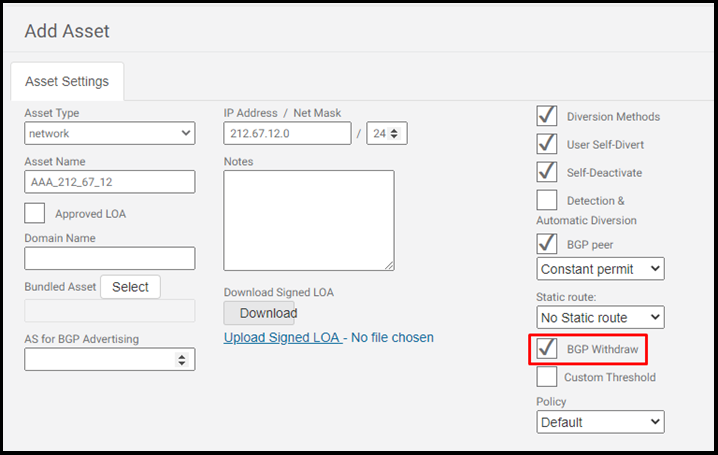 Add Asset
Asset Settings
Asset Type
network
Asset Name
AAA_212_67_12
Approved LOA
Domain Name
Bundled Asset Select
AS for BGP Advertising
IP Address / Net Mask
212.67.12.0 / 24
Notes
Download Signed LOA
Download
Upload Signed LOA - No file chosen
Diversion Methods
User Self-Divert
Self-Deactivate
Detection &
Automatic Diversion
BGP peer
Constant permit
Static route:
No Static route
BGP Withdraw
Custom Threshold
Policy
Default